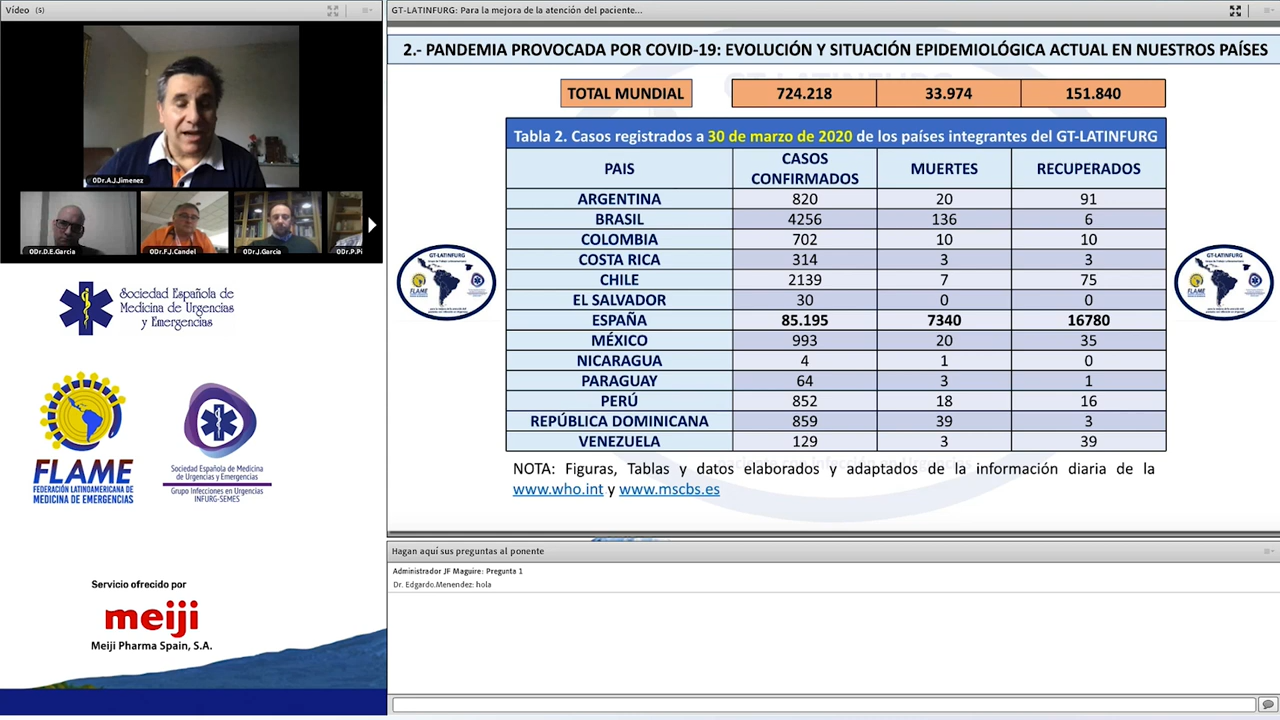 Vídeo (5)
0Dr.A.J.Jimenez
0Dr.D.E.Garcia
0Dr.F.J.Candel
0Dr.J.Garcia
0Dr.P.Pi
Sociedad Española de
Medicina de Urgencias
y Emergencias
FLAME
FEDERACIÓN LATINOAMERICANA
DE MEDICINA DE EMERGENCIAS
Sociedad Española de Medicina
de Urgencias y Emergencias
Grupo Infecciones en Urgencias
INFURG-SEMES
Servicio ofrecido por
meiji
Meiji Pharma Spain, S.A.
GT-LATINFURG: Para la mejora de la atención del paciente...
2.- PANDEMIA PROVOCADA POR COVID-19: EVOLUCIÓN Y SITUACIÓN EPIDEMIOLÓGICA ACTUAL EN NUESTROS PAÍSES
TOTAL MUNDIAL 724.218 33.974 151.840
Tabla 2. Casos registrados a 30 de marzo de 2020 de los países integrantes del GT-LATINFURG
PAIS CASOS CONFIRMADOS MUERTES RECUPERADOS
ARGENTINA 820 20 91
BRASIL 4256 136 6
COLOMBIA 702 10 10
COSTA RICA 314 3 3
CHILE 2139 7 75
EL SALVADOR 30 0 0
ESPAÑA 85.195 7340 16780
MÉXICO 993 20 35
NICARAGUA 4 1 0
PARAGUAY 64 3 1
PERÚ 852 18 16
REPÚBLICA DOMINICANA 859 39 3
VENEZUELA 129 3 39
GT-LATINFURG
FLAME
GT-LATINFURG
FLAME
NOTA: Figuras, Tablas y datos elaborados y adaptados de la información diaria de la
www.who.int y www.mscbs.es
Hagan aquí sus preguntas al ponente
Administrador JF Maguire: Pregunta 1
Dr. Edgardo.Menendez: hola